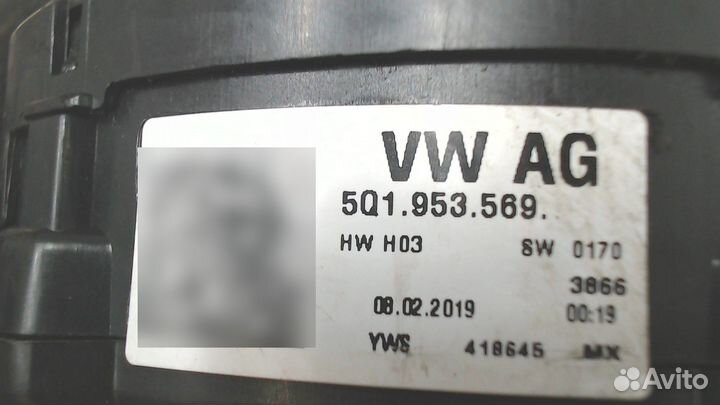 VW AG
5Q1.953.569.
HW H03 SW 0170
3866
08.02.2019 00:19
YWS 418645 MX
Avito